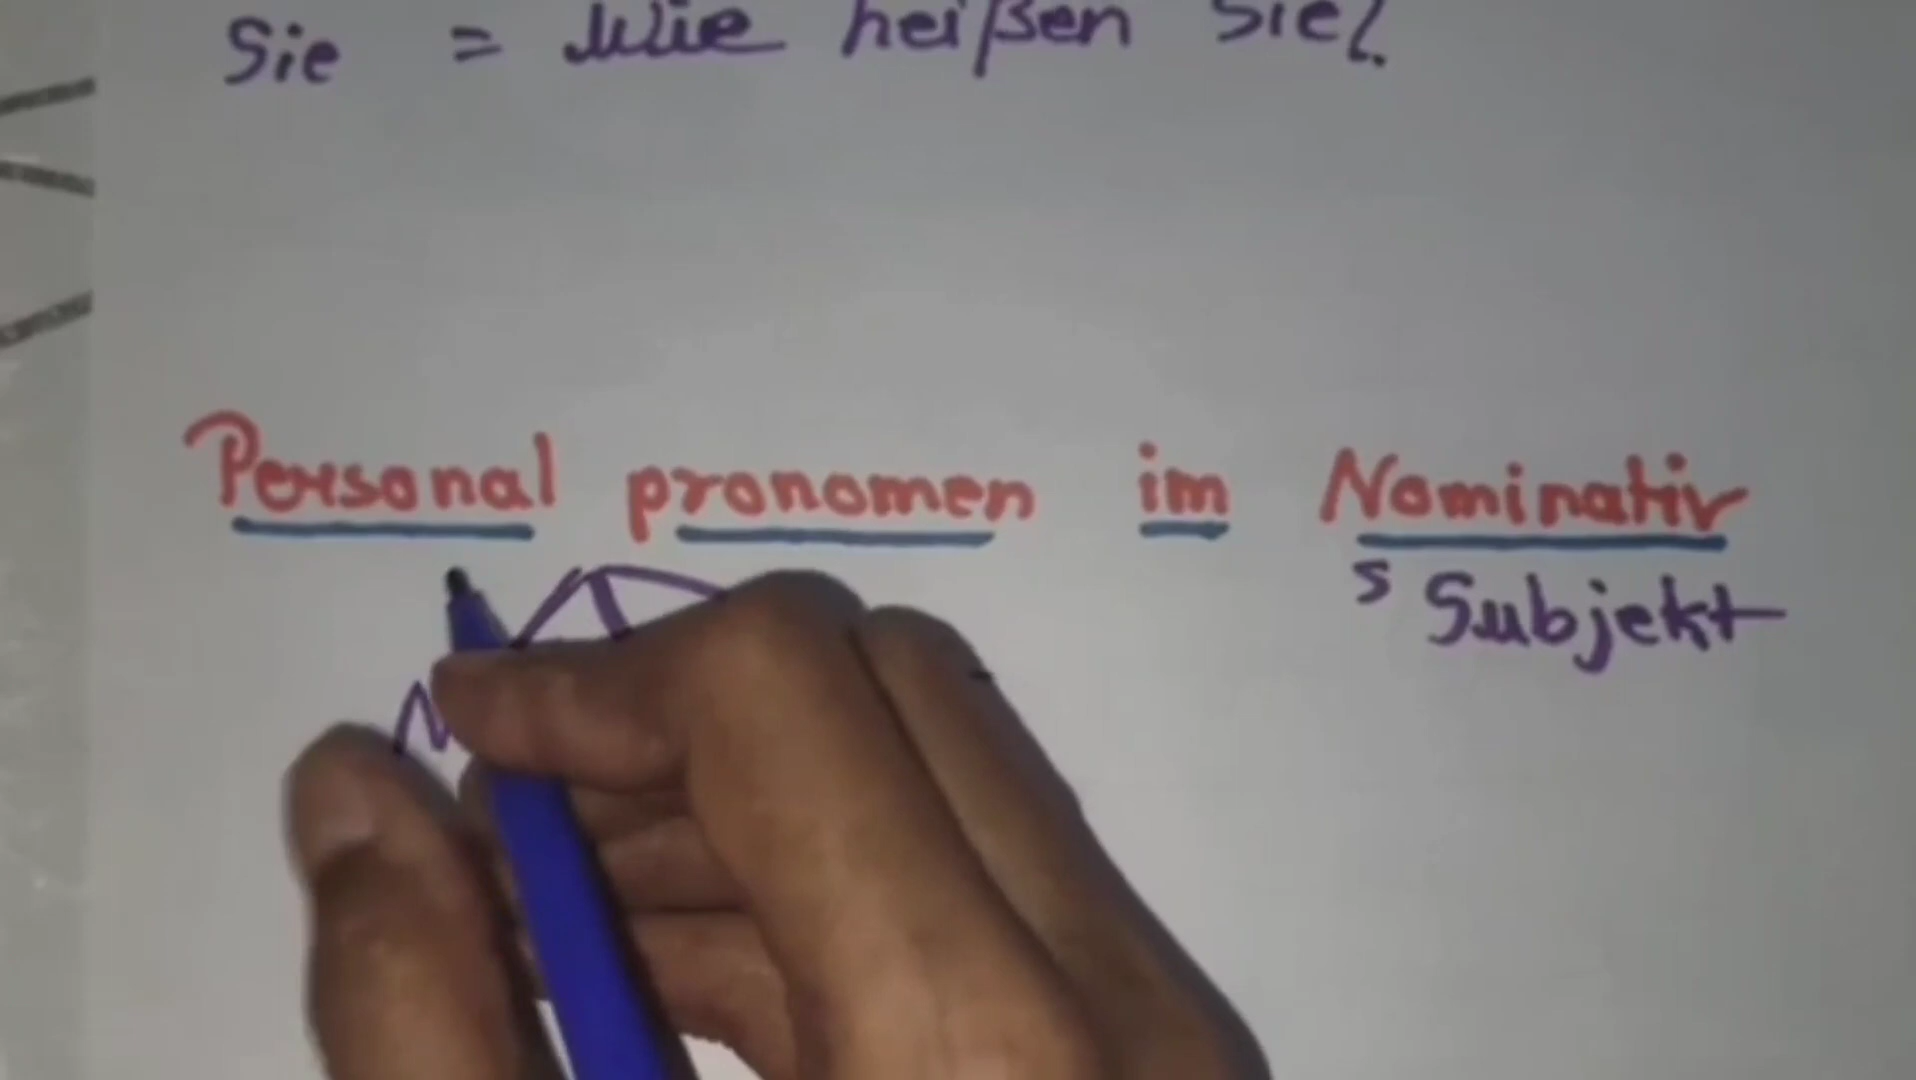 Sie = Wie heißen Sie?
Personal pronomen im Nominativ
s Subjekt